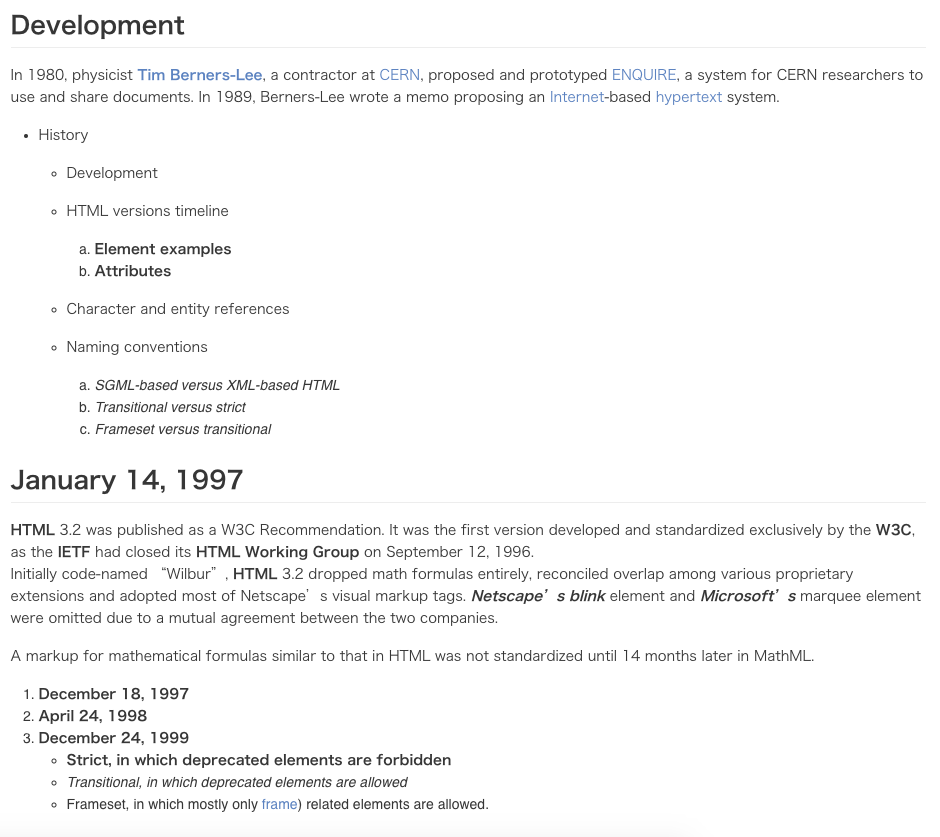 Development
In 1980, physicist Tim Berners-Lee, a contractor at CERN, proposed and prototyped ENQUIRE, a system for CERN researchers to
use and share documents. In 1989, Berners-Lee wrote a memo proposing an Internet-based hypertext system.
• History
◦ Development
◦ HTML versions timeline
a. Element examples
b. Attributes
◦ Character and entity references
◦ Naming conventions
a. SGML-based versus XML-based HTML
b. Transitional versus strict
c. Frameset versus transitional
January 14, 1997
HTML 3.2 was published as a W3C Recommendation. It was the first version developed and standardized exclusively by the W3C,
as the IETF had closed its HTML Working Group on September 12, 1996.
Initially code-named “Wilbur”, HTML 3.2 dropped math formulas entirely, reconciled overlap among various proprietary
extensions and adopted most of Netscape’s visual markup tags. Netscape’s blink element and Microsoft’s marquee element
were omitted due to a mutual agreement between the two companies.
A markup for mathematical formulas similar to that in HTML was not standardized until 14 months later in MathML.
1. December 18, 1997
2. April 24, 1998
3. December 24, 1999
◦ Strict, in which deprecated elements are forbidden
◦ Transitional, in which deprecated elements are allowed
◦ Frameset, in which mostly only frame) related elements are allowed.